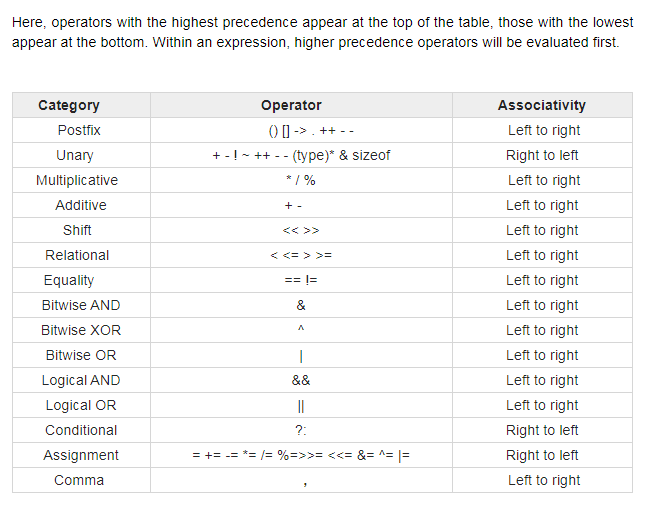 Here, operators with the highest precedence appear at the top of the table, those with the lowest
appear at the bottom. Within an expression, higher precedence operators will be evaluated first.
Category Operator Associativity
Postfix () [] -> . ++ - - Left to right
Unary + - ! ~ ++ - - (type)* & sizeof Right to left
Multiplicative * / % Left to right
Additive + - Left to right
Shift << >> Left to right
Relational < <= > >= Left to right
Equality == != Left to right
Bitwise AND & Left to right
Bitwise XOR ^ Left to right
Bitwise OR | Left to right
Logical AND && Left to right
Logical OR || Left to right
Conditional ?: Right to left
Assignment = += -= *= /= %=>>= <<= &= ^= |= Right to left
Comma , Left to right